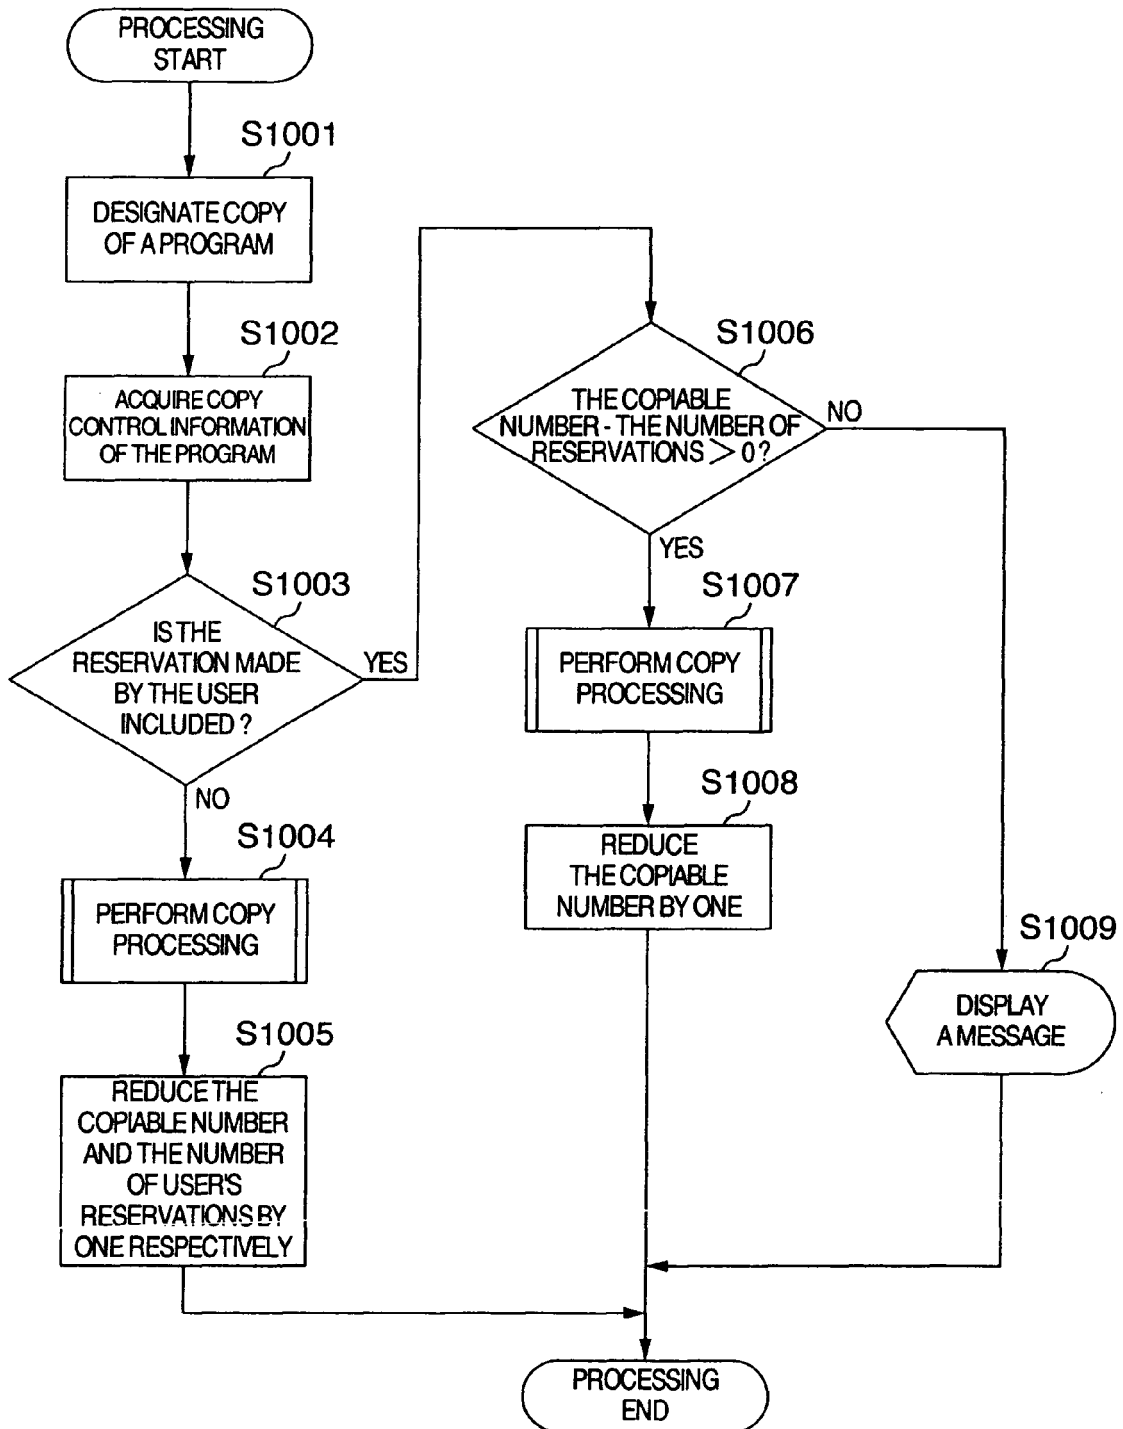 PROCESSING
START
S1001
DESIGNATE COPY
OF A PROGRAM
S1002
ACQUIRE COPY
CONTROL INFORMATION
OF THE PROGRAM
S1003
IS THE
RESERVATION MADE
BY THE USER
INCLUDED ?
YES
NO
S1004
PERFORM COPY
PROCESSING
S1005
REDUCE THE
COPIABLE NUMBER
AND THE NUMBER
OF USER'S
RESERVATIONS BY
ONE RESPECTIVELY
S1006
THE COPIABLE
NUMBER - THE NUMBER OF
RESERVATIONS > 0 ?
NO
YES
S1007
PERFORM COPY
PROCESSING
S1008
REDUCE
THE COPIABLE
NUMBER BY ONE
S1009
DISPLAY
A MESSAGE
PROCESSING
END